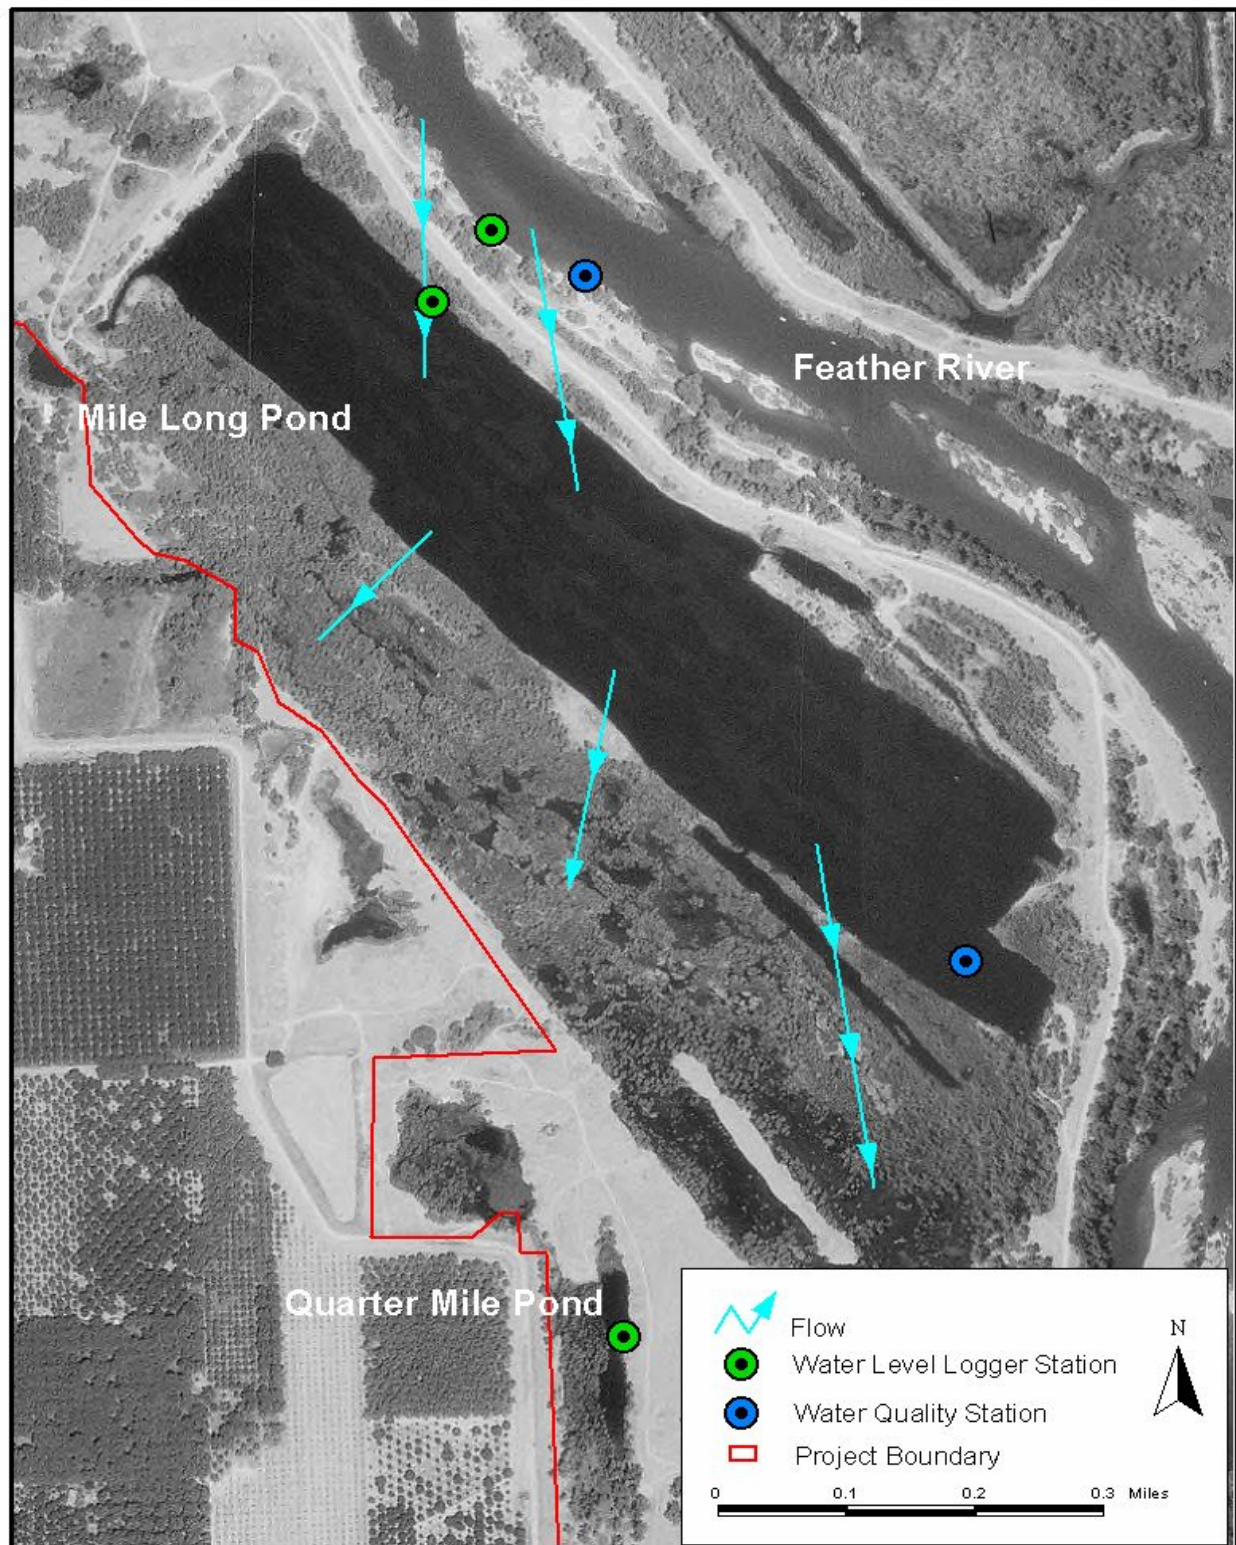 Feather River
Mile Long Pond
Quarter Mile Pond
Flow
Water Level Logger Station
Water Quality Station
Project Boundary
N
0 0.1 0.2 0.3 Miles